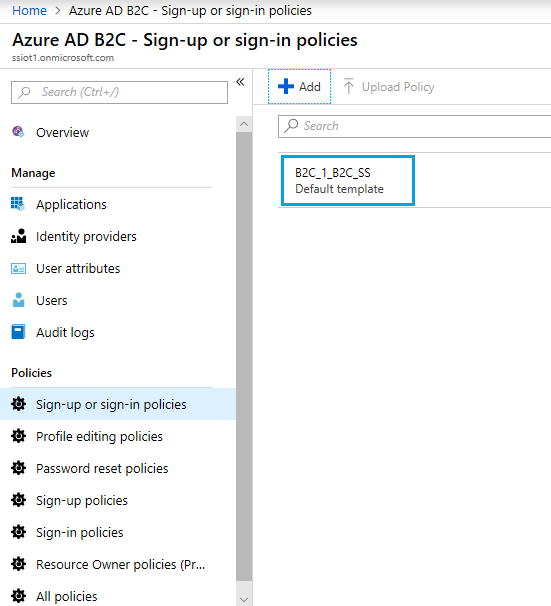 Home > Azure AD B2C - Sign-up or sign-in policies
Azure AD B2C - Sign-up or sign-in policies
ssiot1.onmicrosoft.com
Search (Ctrl+/)
Overview
Manage
Applications
Identity providers
User attributes
Users
Audit logs
Policies
Sign-up or sign-in policies
Profile editing policies
Password reset policies
Sign-up policies
Sign-in policies
Resource Owner policies (Pr...
All policies
Add
Upload Policy
Search
B2C_1_B2C_SS
Default template